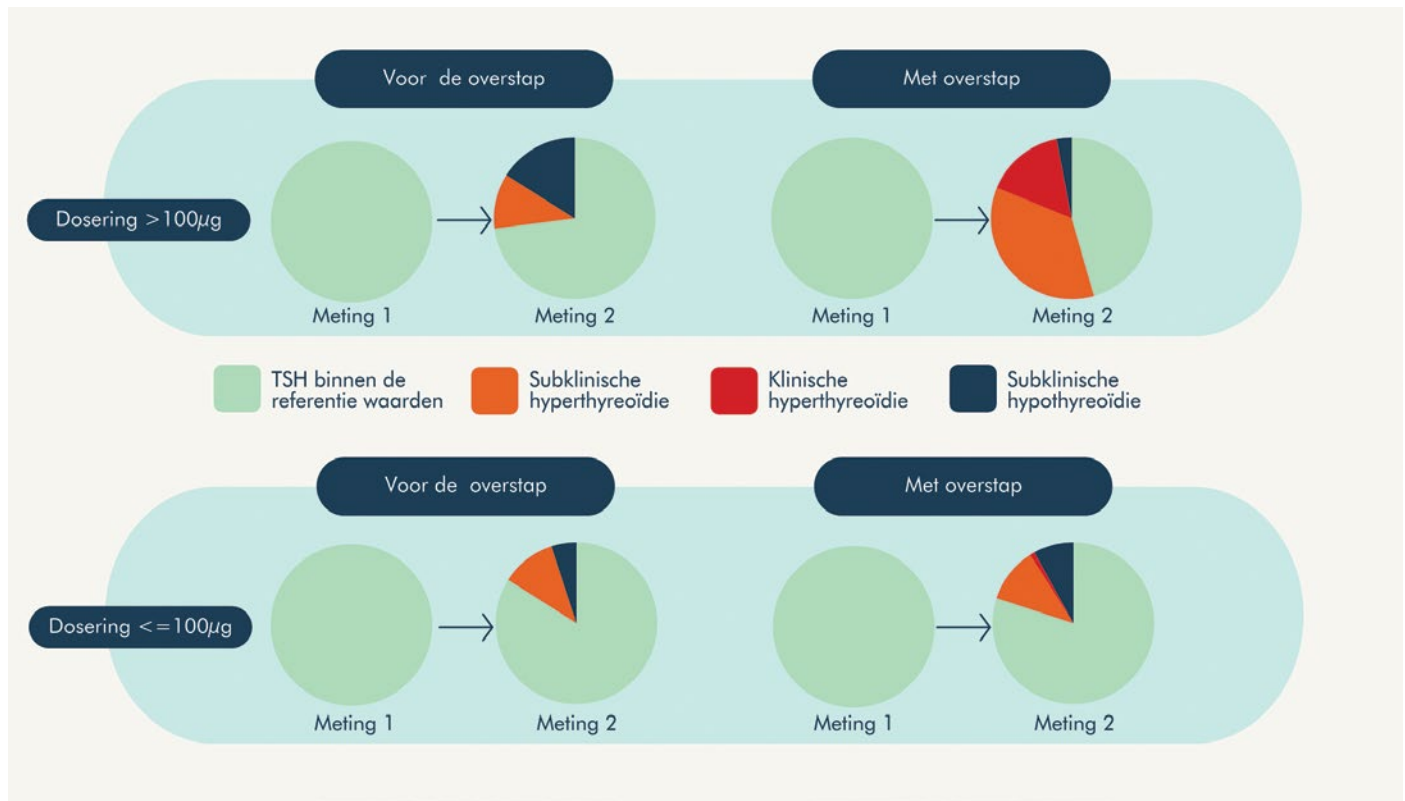 Voor de overstap
Met overstap
Dosering >100µg
Meting 1
Meting 2
Meting 1
Meting 2
TSH binnen de
referentie waarden
Subklinische
hyperthyreoïdie
Klinische
hyperthyreoïdie
Subklinische
hypothyreoïdie
Voor de overstap
Met overstap
Dosering <=100µg
Meting 1
Meting 2
Meting 1
Meting 2